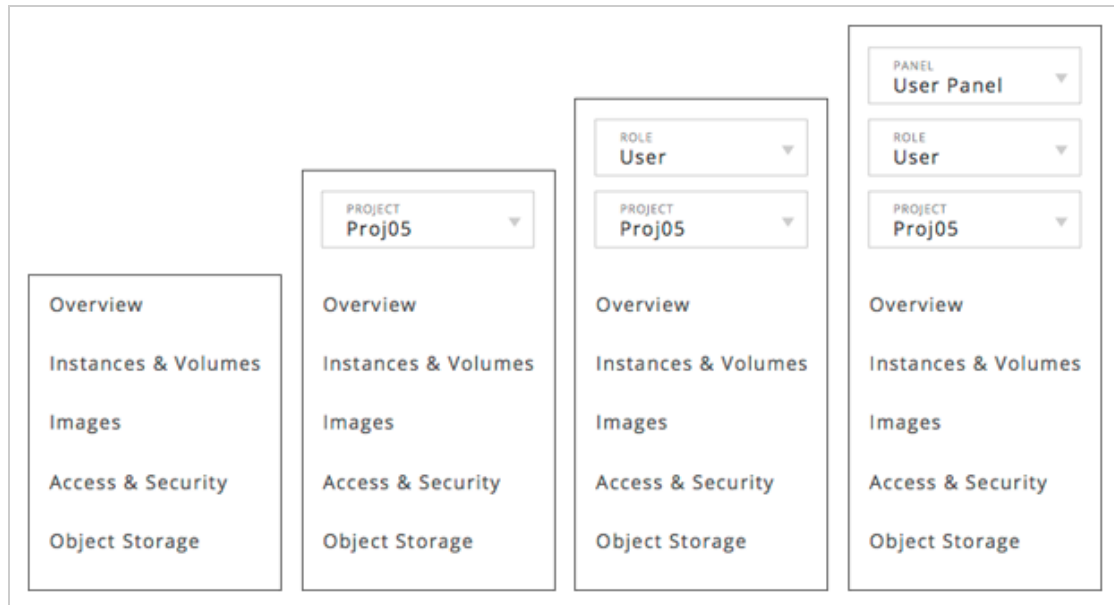 Overview
Instances & Volumes
Images
Access & Security
Object Storage
PROJECT
Proj05
Overview
Instances & Volumes
Images
Access & Security
Object Storage
ROLE
User
PROJECT
Proj05
Overview
Instances & Volumes
Images
Access & Security
Object Storage
PANEL
User Panel
ROLE
User
PROJECT
Proj05
Overview
Instances & Volumes
Images
Access & Security
Object Storage